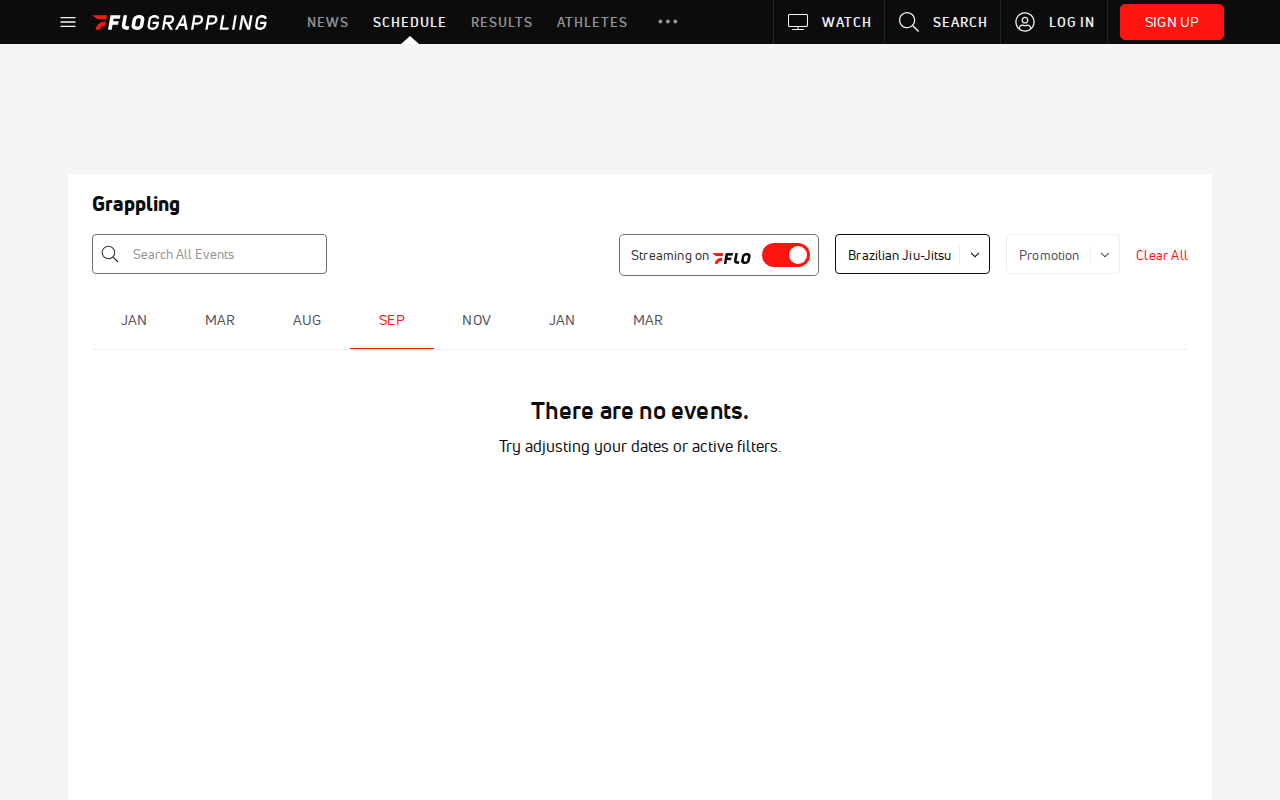 FLOGRAPPLING NEWS SCHEDULE RESULTS ATHLETES ••• WATCH SEARCH LOG IN SIGN UP
Grappling
Search All Events Streaming on FLO Brazilian Jiu-Jitsu Promotion Clear All
JAN MAR AUG SEP NOV JAN MAR
There are no events.
Try adjusting your dates or active filters.